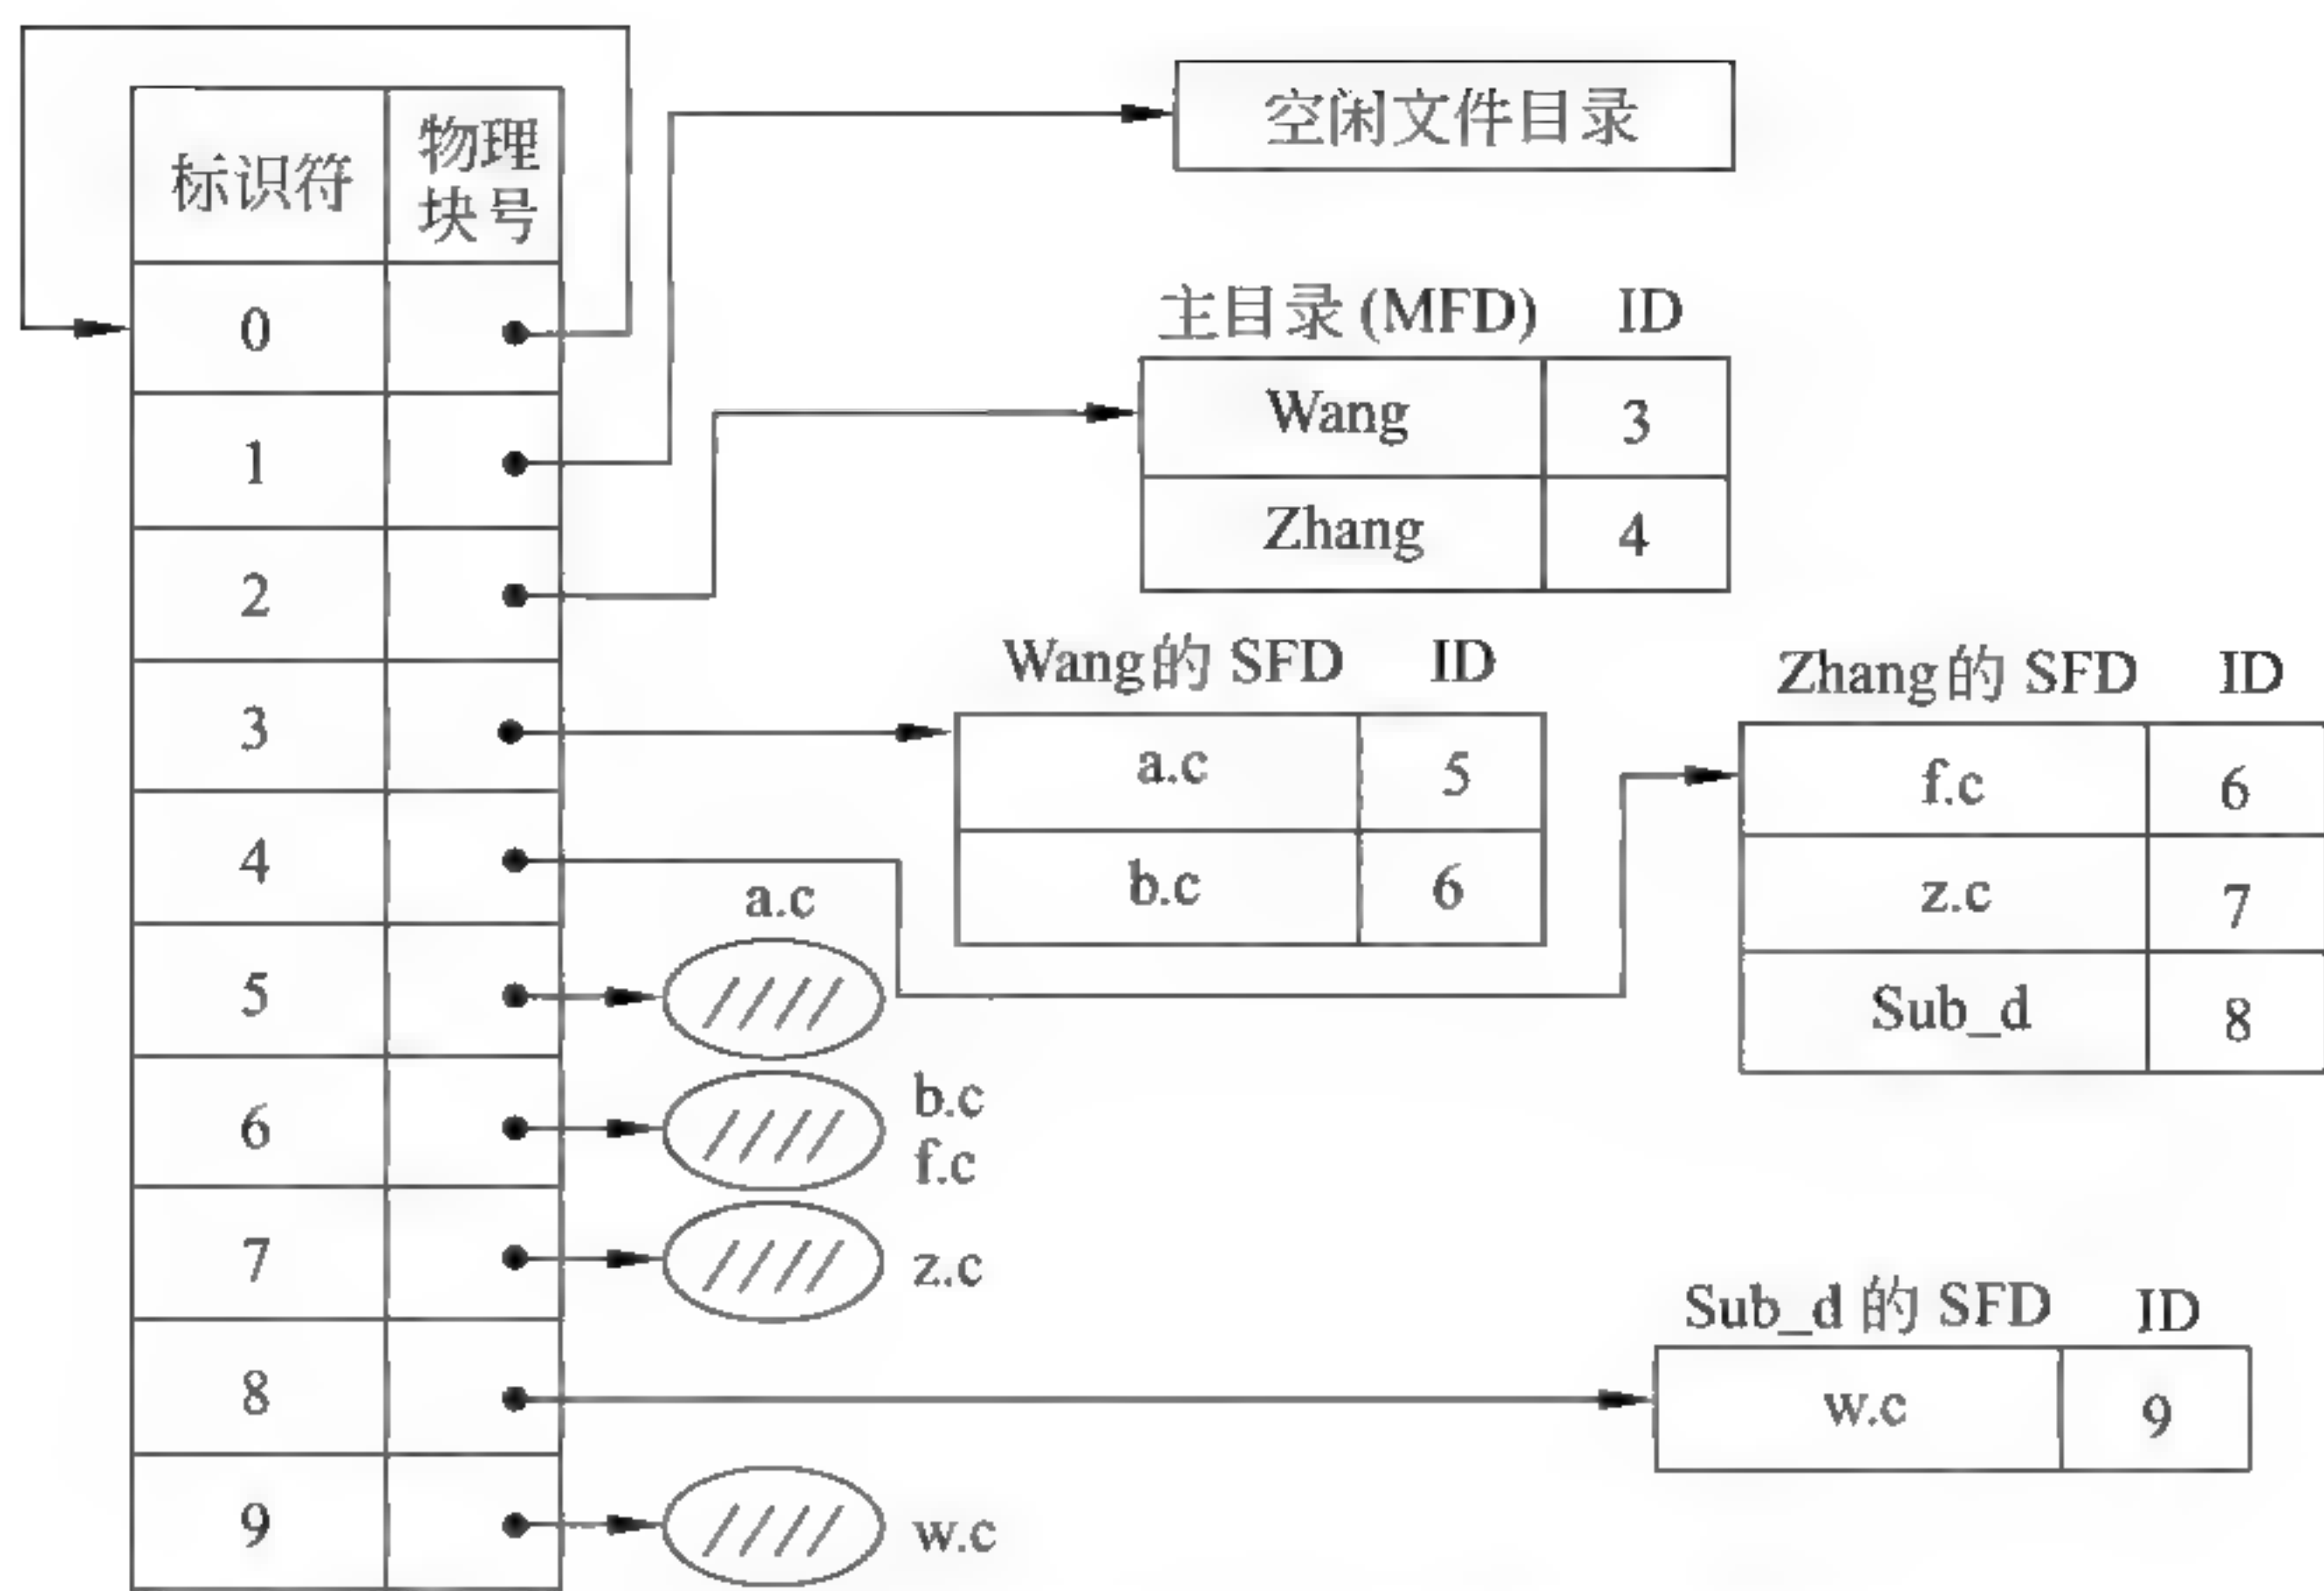 标识符
物理
块号
0
1
2
3
4
5
6
7
8
9
空闲文件目录
主目录(MFD) ID
Wang 3
Zhang 4
Wang的 SFD ID
a.c 5
b.c 6
Zhang的 SFD ID
f.c 6
z.c 7
Sub_d 8
a.c
b.c
f.c
z.c
Sub_d 的 SFD ID
w.c 9
w.c